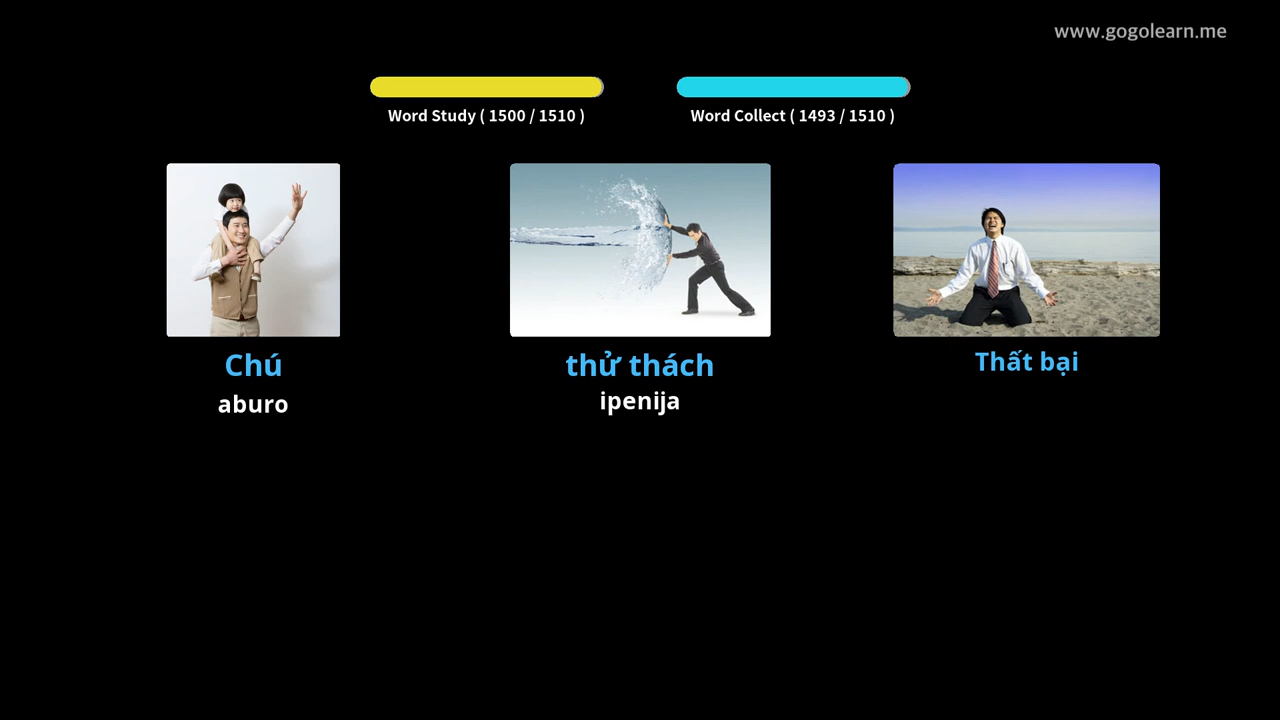 www.gogolearn.me
Word Study ( 1500 / 1510 )
Word Collect ( 1493 / 1510 )
Chú
aburo
thử thách
ipenija
Thất bại